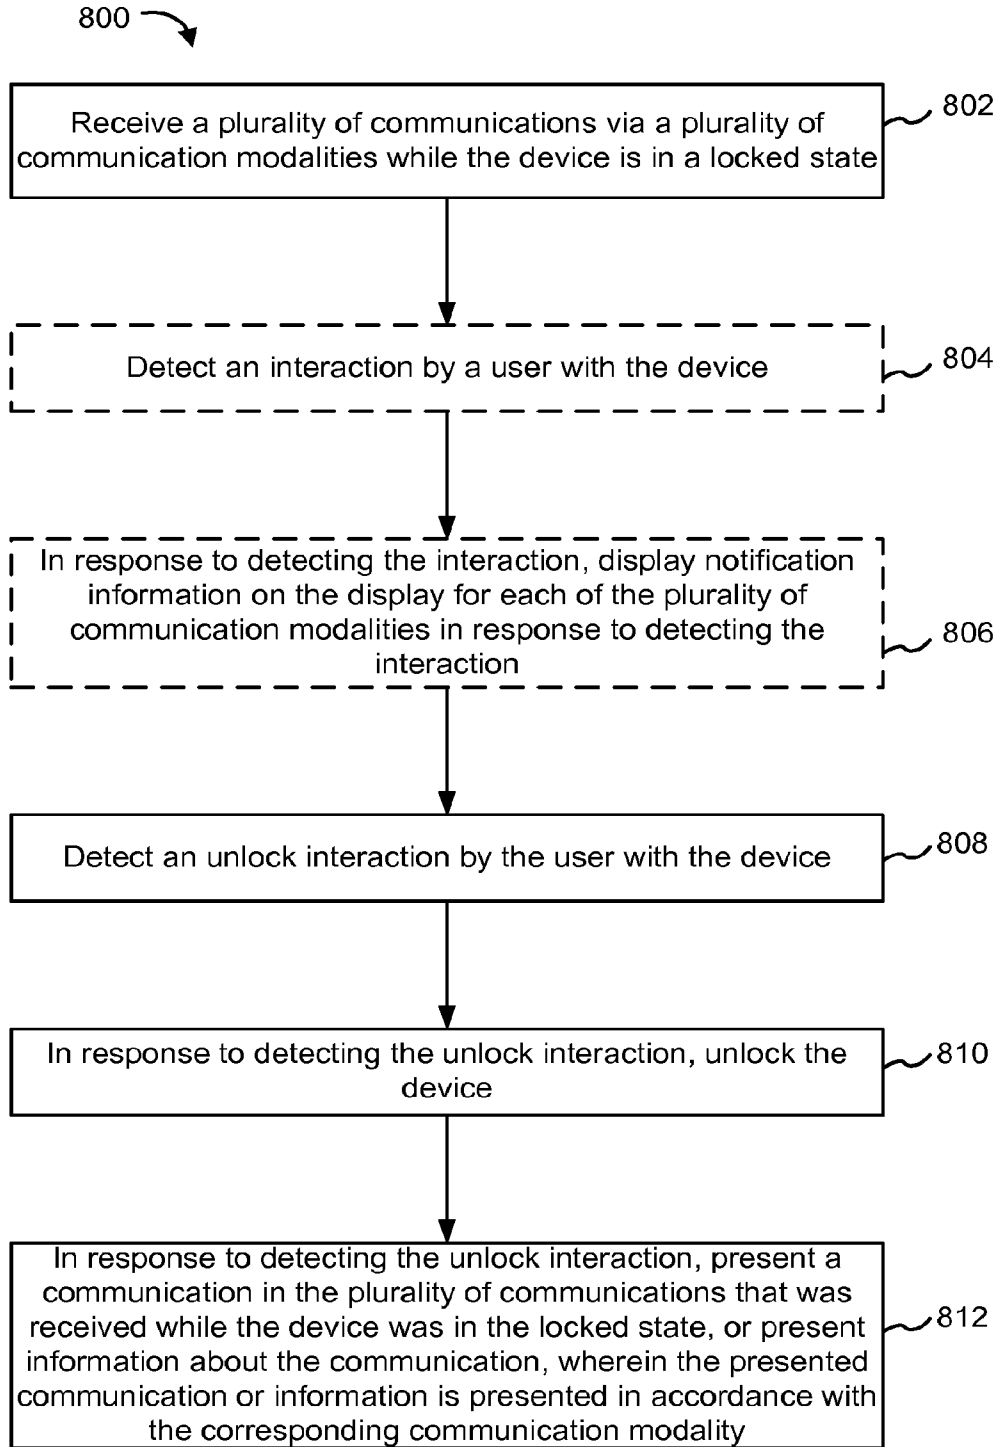 800
Receive a plurality of communications via a plurality of
communication modalities while the device is in a locked state
802
Detect an interaction by a user with the device
804
In response to detecting the interaction, display notification
information on the display for each of the plurality of
communication modalities in response to detecting the
interaction
806
Detect an unlock interaction by the user with the device
808
In response to detecting the unlock interaction, unlock the
device
810
In response to detecting the unlock interaction, present a
communication in the plurality of communications that was
received while the device was in the locked state, or present
information about the communication, wherein the presented
communication or information is presented in accordance with
the corresponding communication modality
812